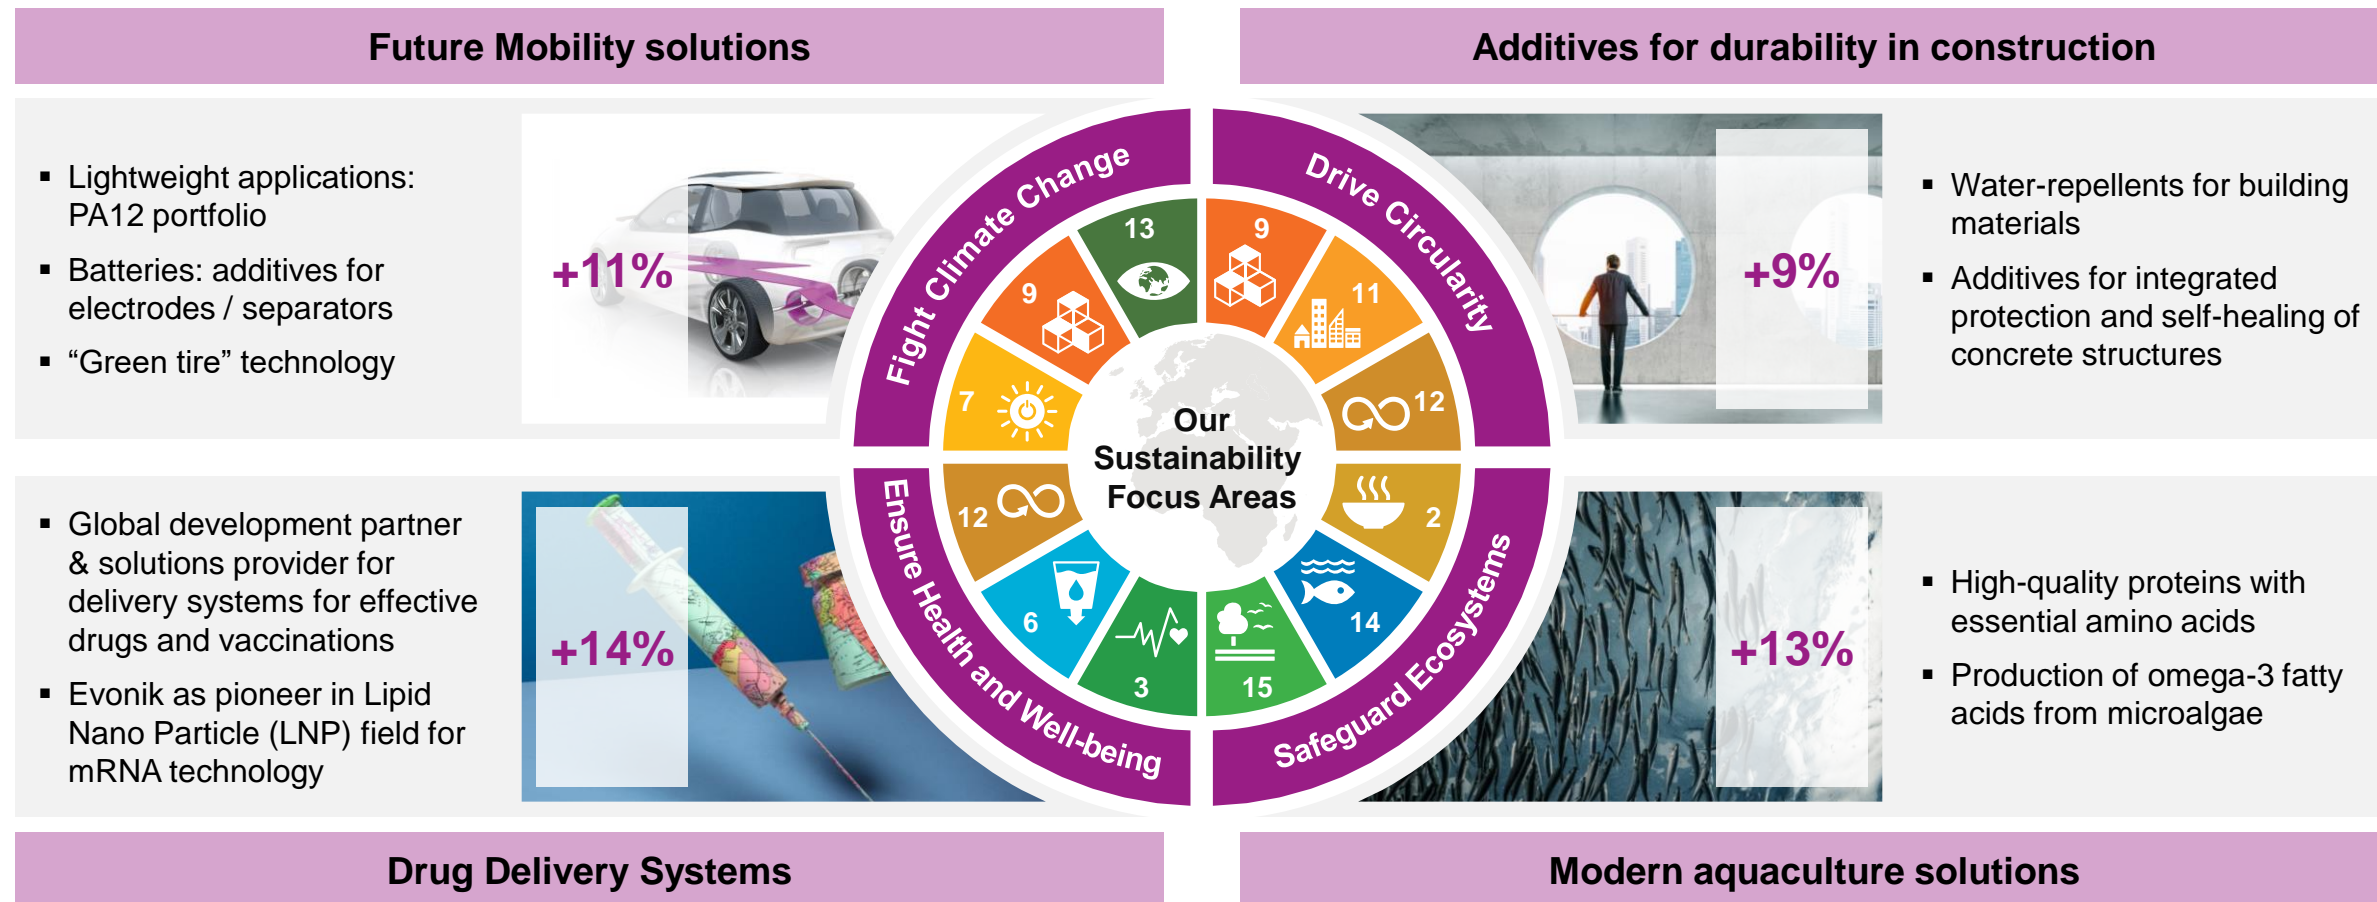 Future Mobility solutions
Additives for durability in construction
▪ Lightweight applications:
PA12 portfolio
▪ Batteries: additives for
electrodes / separators
▪ “Green tire” technology
+11%
Fight Climate Change
13
9
7
Drive Circularity
9
11
12
+9%
▪ Water-repellents for building
materials
▪ Additives for integrated
protection and self-healing of
concrete structures
Our
Sustainability
Focus Areas
▪ Global development partner
& solutions provider for
delivery systems for effective
drugs and vaccinations
▪ Evonik as pioneer in Lipid
Nano Particle (LNP) field for
mRNA technology
+14%
Ensure Health and Well-being
12
6
3
Safeguard Ecosystems
2
14
15
+13%
▪ High-quality proteins with
essential amino acids
▪ Production of omega-3 fatty
acids from microalgae
Drug Delivery Systems
Modern aquaculture solutions